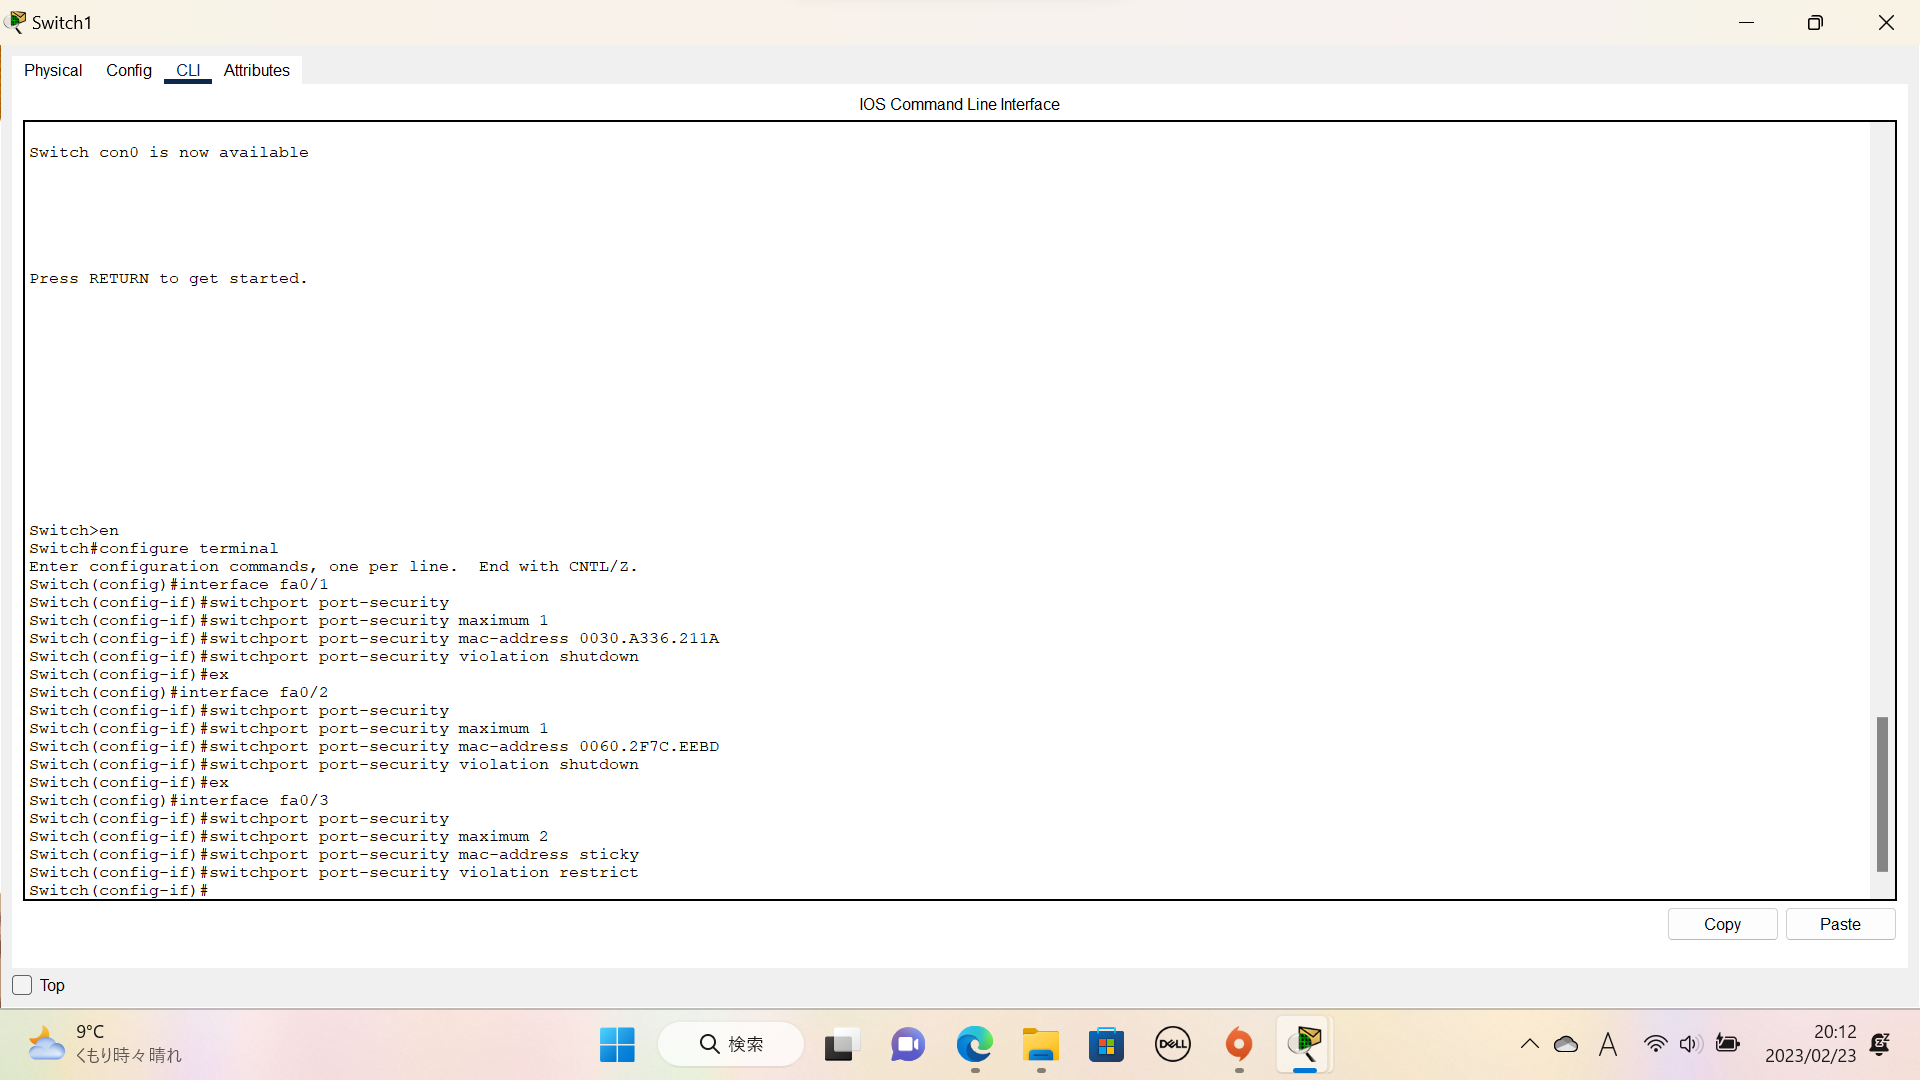 Switch1
Physical Config CLI Attributes
IOS Command Line Interface
Switch con0 is now available
Press RETURN to get started.
Switch>en
Switch#configure terminal
Enter configuration commands, one per line.  End with CNTL/Z.
Switch(config)#interface fa0/1
Switch(config-if)#switchport port-security
Switch(config-if)#switchport port-security maximum 1
Switch(config-if)#switchport port-security mac-address 0030.A336.211A
Switch(config-if)#switchport port-security violation shutdown
Switch(config-if)#ex
Switch(config)#interface fa0/2
Switch(config-if)#switchport port-security
Switch(config-if)#switchport port-security maximum 1
Switch(config-if)#switchport port-security mac-address 0060.2F7C.EEBD
Switch(config-if)#switchport port-security violation shutdown
Switch(config-if)#ex
Switch(config)#interface fa0/3
Switch(config-if)#switchport port-security
Switch(config-if)#switchport port-security maximum 2
Switch(config-if)#switchport port-security mac-address sticky
Switch(config-if)#switchport port-security violation restrict
Switch(config-if)#
Copy Paste
Top
9°C
くもり時々晴れ
検索
DELL
A
20:12
2023/02/23